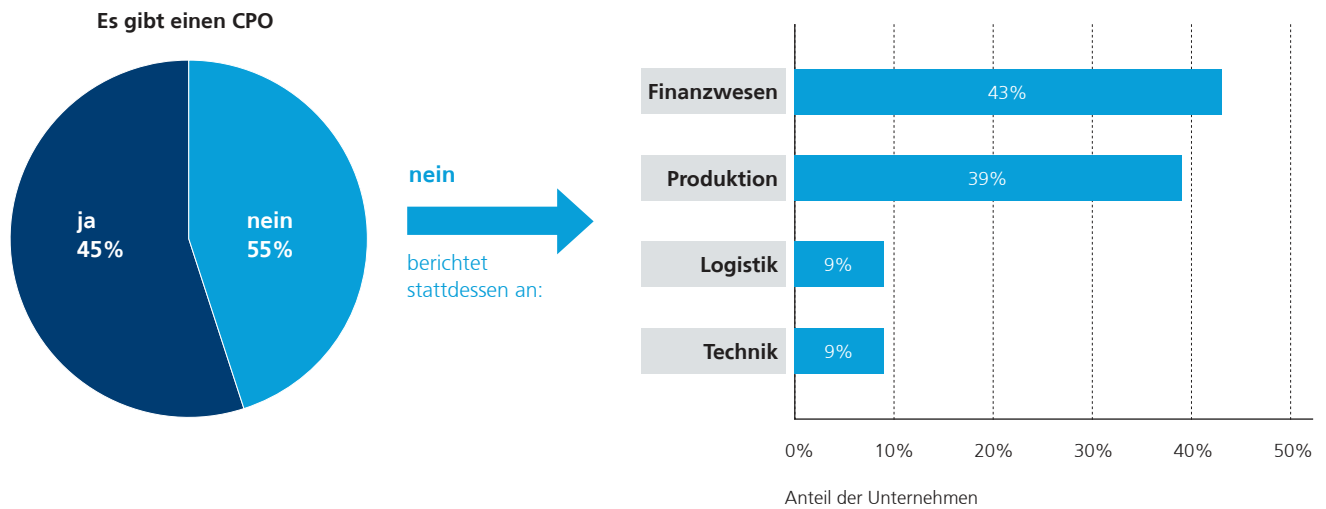 Es gibt einen CPO
ja
45%
nein
55%
nein
berichtet
stattdessen an:
Finanzwesen
43%
Produktion
39%
Logistik
9%
Technik
9%
0% 10% 20% 30% 40% 50%
Anteil der Unternehmen